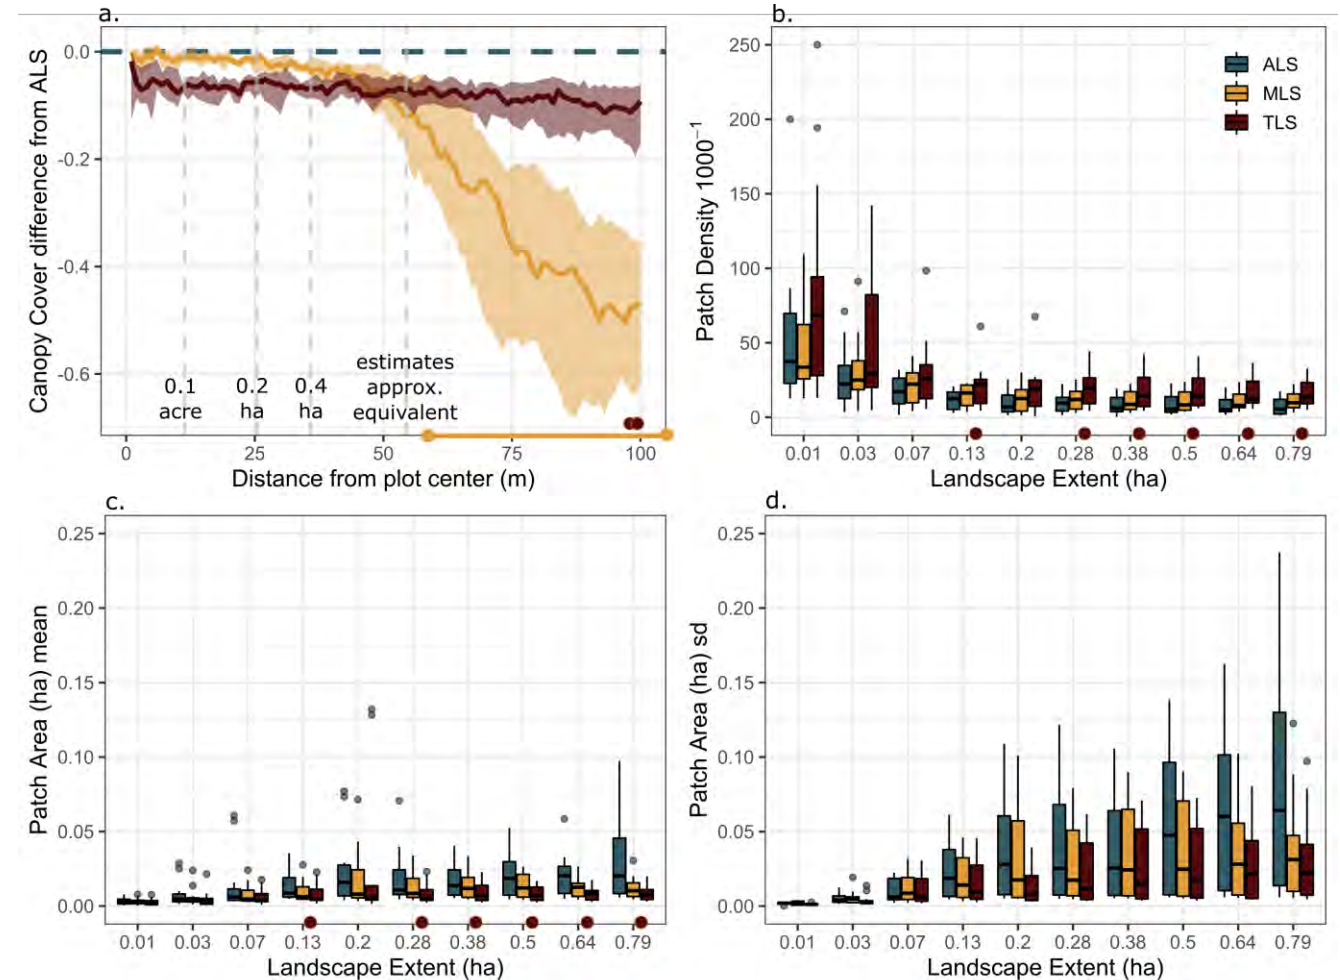 a.
Canopy Cover difference from ALS
0.0
-0.2
-0.4
-0.6
0.1
acre
0.2
ha
0.4
ha
estimates
approx.
equivalent
0 25 50 75 100
Distance from plot center (m)
b.
Patch Density 1000⁻¹
250
200
150
100
50
0
ALS
MLS
TLS
0.01 0.03 0.07 0.13 0.2 0.28 0.38 0.5 0.64 0.79
Landscape Extent (ha)
c.
Patch Area (ha) mean
0.25
0.20
0.15
0.10
0.05
0.00
0.01 0.03 0.07 0.13 0.2 0.28 0.38 0.5 0.64 0.79
Landscape Extent (ha)
d.
Patch Area (ha) sd
0.25
0.20
0.15
0.10
0.05
0.00
0.01 0.03 0.07 0.13 0.2 0.28 0.38 0.5 0.64 0.79
Landscape Extent (ha)